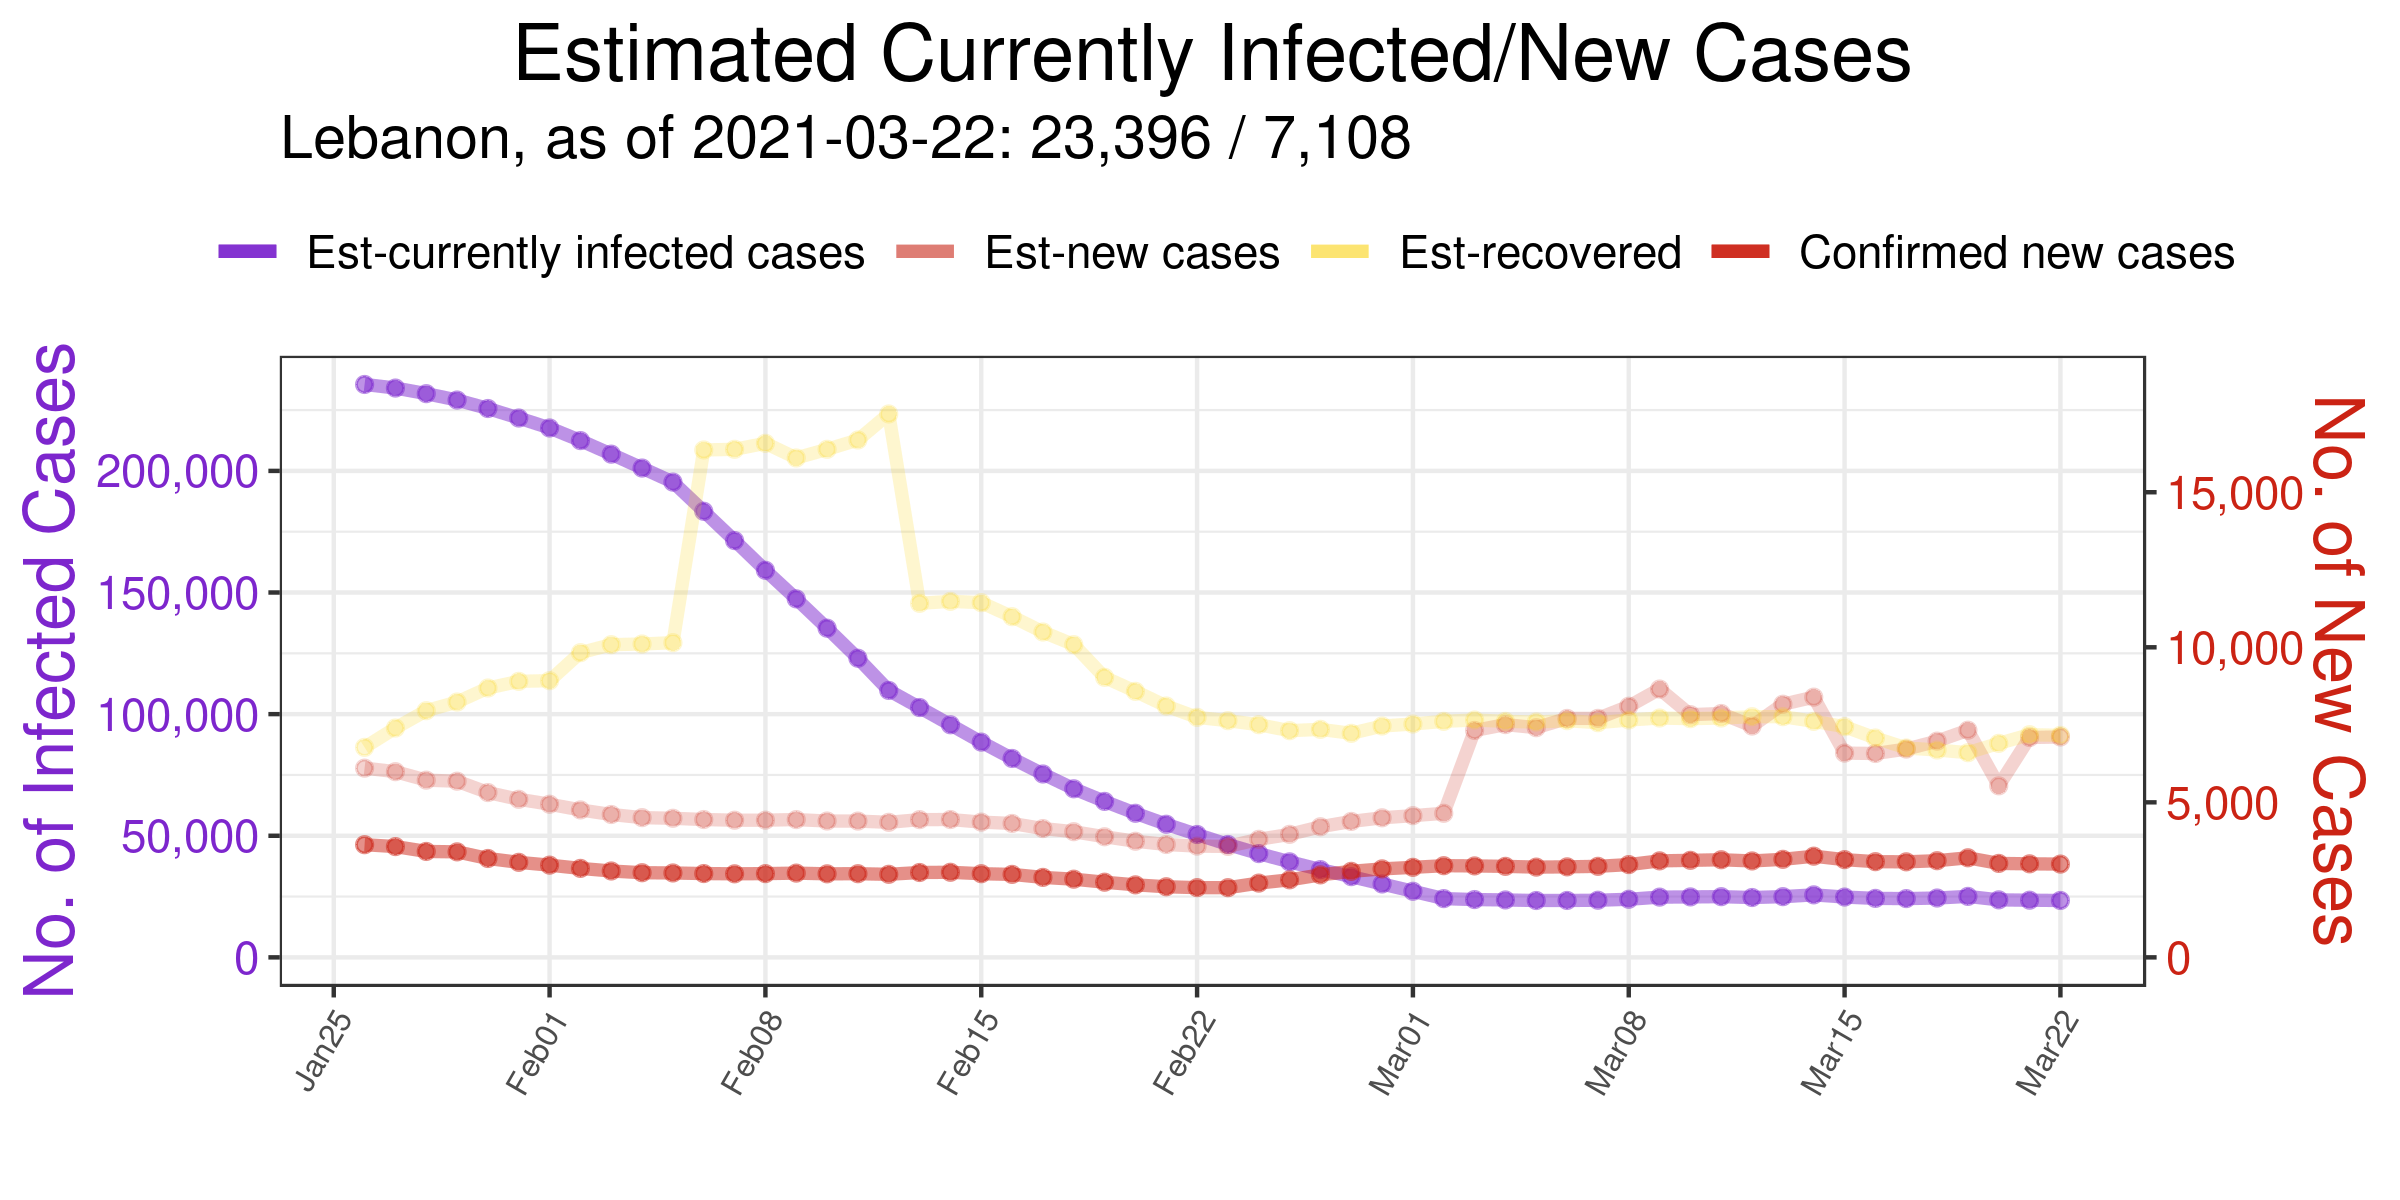 Estimated Currently Infected/New Cases
Lebanon, as of 2021-03-22: 23,396 / 7,108
Est-currently infected cases Est-new cases Est-recovered Confirmed new cases
No. of Infected Cases
200,000
150,000
100,000
50,000
0
15,000
10,000
5,000
0
No. of New Cases
Jan25 Feb01 Feb08 Feb15 Feb22 Mar01 Mar08 Mar15 Mar22